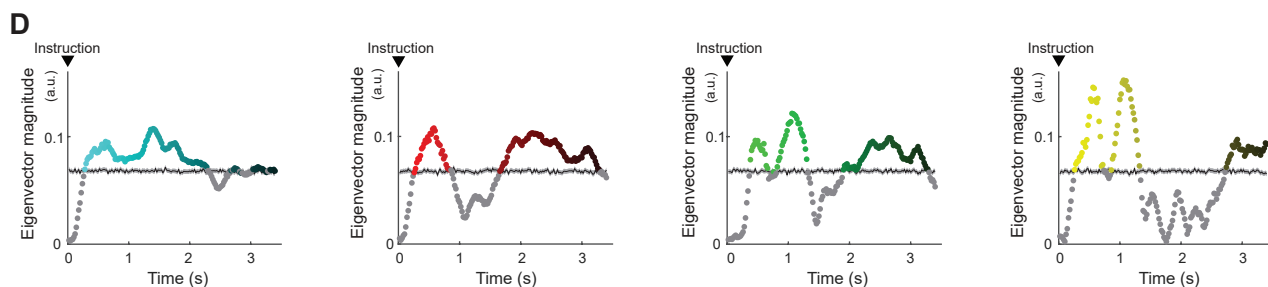 D
Instruction
Eigenvector magnitude
(a.u.)
0.1
0
0
1
2
3
Time (s)
Instruction
Eigenvector magnitude
(a.u.)
0.1
0
0
1
2
3
Time (s)
Instruction
Eigenvector magnitude
(a.u.)
0.1
0
0
1
2
3
Time (s)
Instruction
Eigenvector magnitude
(a.u.)
0.1
0
0
1
2
3
Time (s)